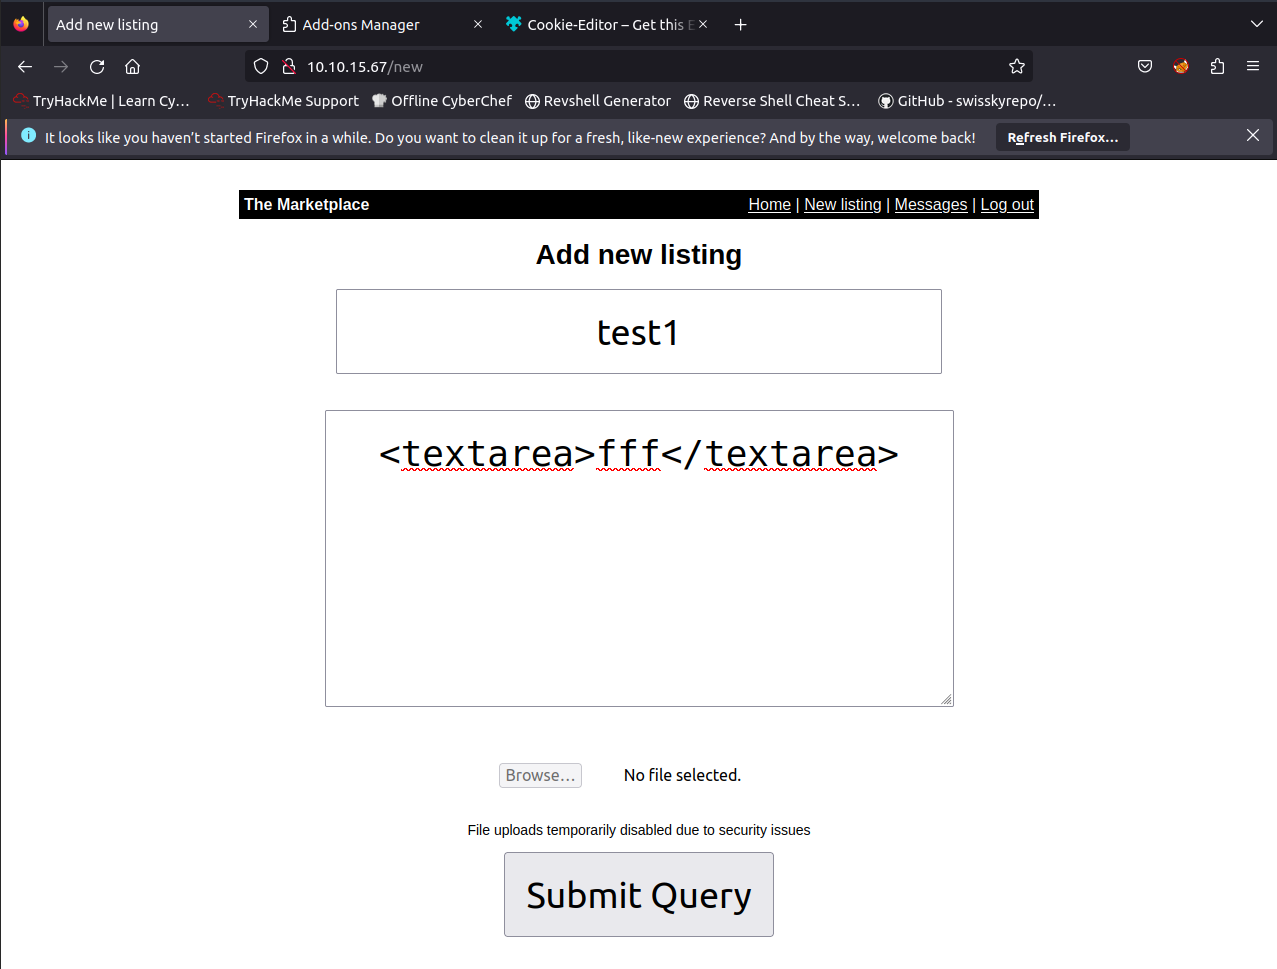 Add new listing
Add-ons Manager
Cookie-Editor – Get this E
10.10.15.67/new
TryHackMe | Learn Cy...
TryHackMe Support
Offline CyberChef
Revshell Generator
Reverse Shell Cheat S...
GitHub - swisskyrepo/...
It looks like you haven't started Firefox in a while. Do you want to clean it up for a fresh, like-new experience? And by the way, welcome back!
Refresh Firefox...
The Marketplace
Home | New listing | Messages | Log out
Add new listing
test1
<textarea>fff</textarea>
Browse...
No file selected.
File uploads temporarily disabled due to security issues
Submit Query